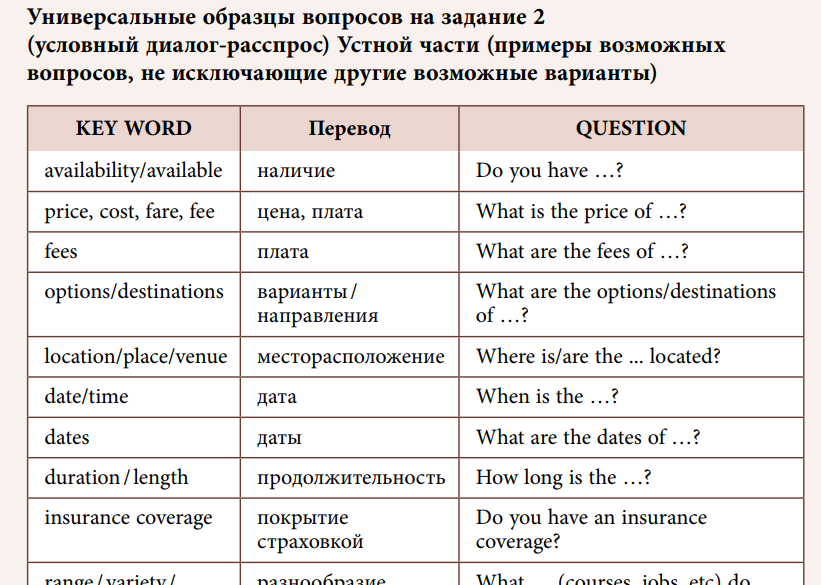 Универсальные образцы вопросов на задание 2
(условный диалог-расспрос) Устной части (примеры возможных
вопросов, не исключающие другие возможные варианты)
KEY WORD Перевод QUESTION
availability/available наличие Do you have …?
price, cost, fare, fee цена, плата What is the price of …?
fees плата What are the fees of …?
options/destinations варианты/ What are the options/destinations
направления of …?
location/place/venue месторасположение Where is/are the ... located?
date/time дата When is the …?
dates даты What are the dates of …?
duration/length продолжительность How long is the …?
insurance coverage покрытие Do you have an insurance
страховкой coverage?
range/variety/ разнообразие What … (courses, jobs, etc) do